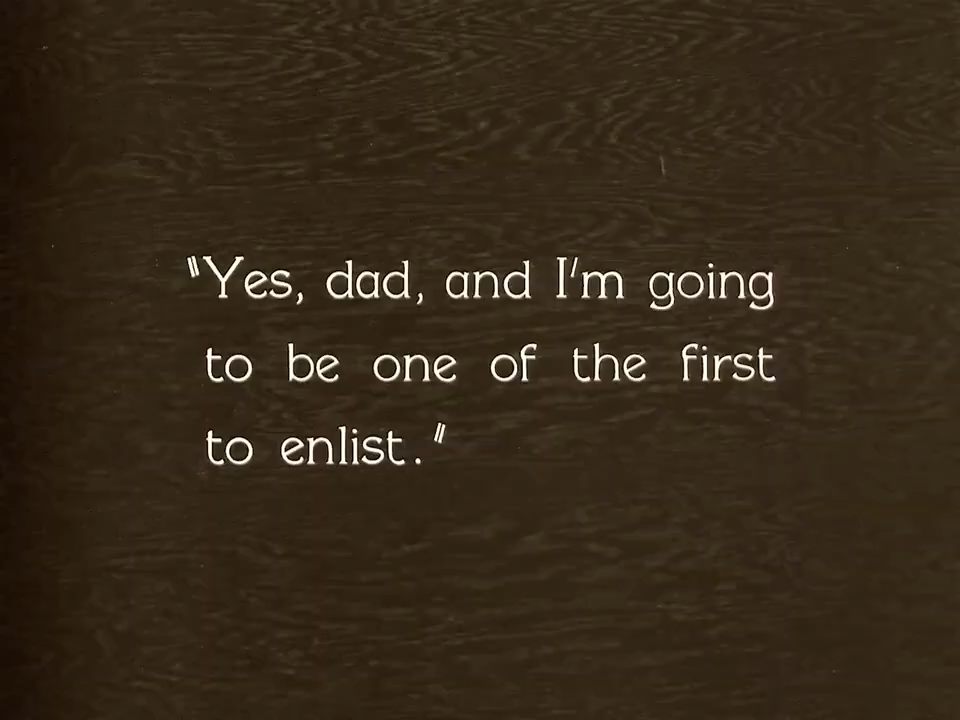 "Yes, dad, and I'm going
to be one of the first
to enlist."